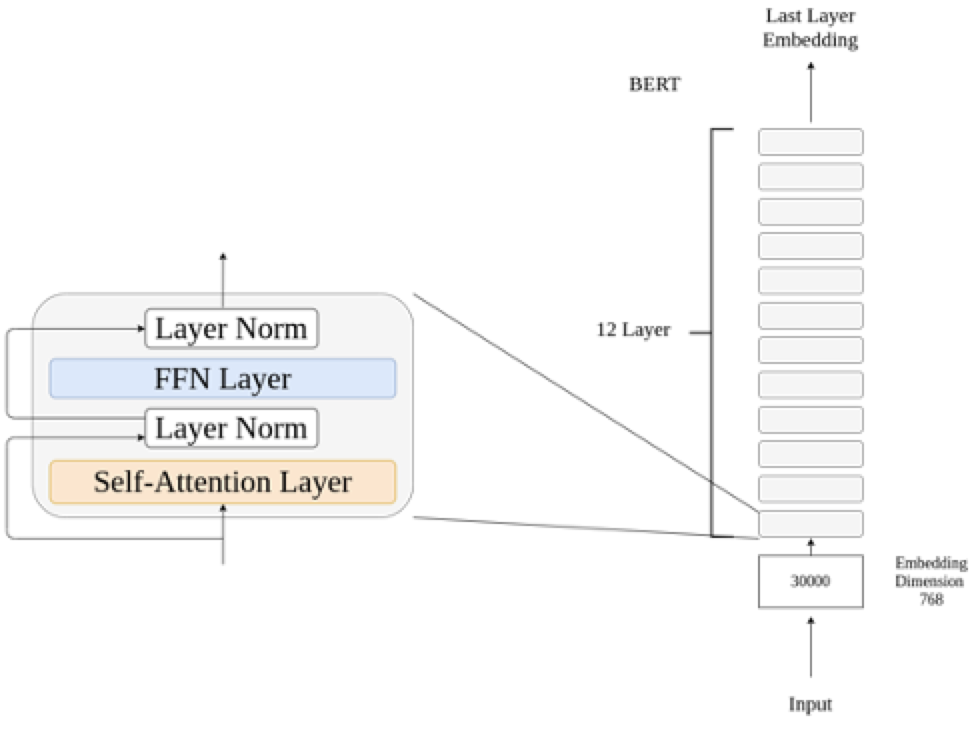 Last Layer
Embedding
BERT
12 Layer
Layer Norm
FFN Layer
Layer Norm
Self-Attention Layer
30000
Embedding
Dimension
768
Input